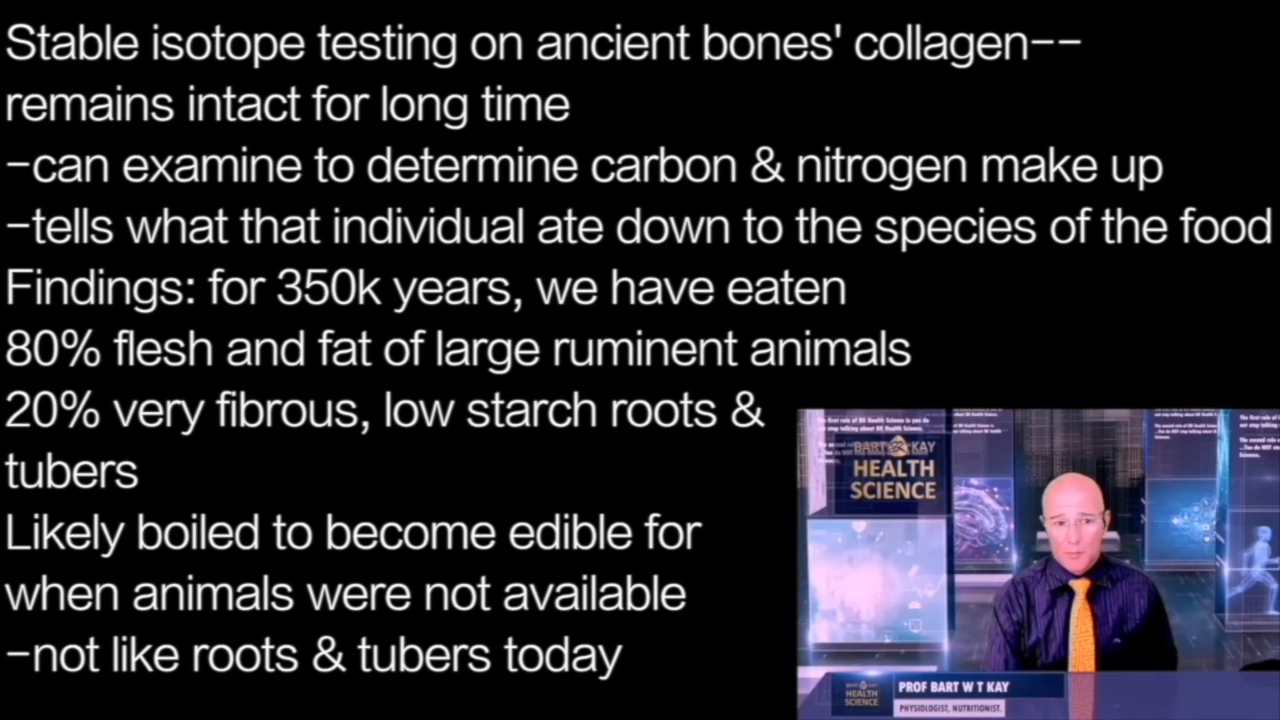 Stable isotope testing on ancient bones' collagen--
remains intact for long time
-can examine to determine carbon & nitrogen make up
-tells what that individual ate down to the species of the food
Findings: for 350k years, we have eaten
80% flesh and fat of large ruminent animals
20% very fibrous, low starch roots &
tubers
Likely boiled to become edible for
when animals were not available
-not like roots & tubers today
BART KAY
HEALTH
SCIENCE
PROF BART W T KAY
PHYSIOLOGIST, NUTRITIONIST.
BART KAY
HEALTH
SCIENCE